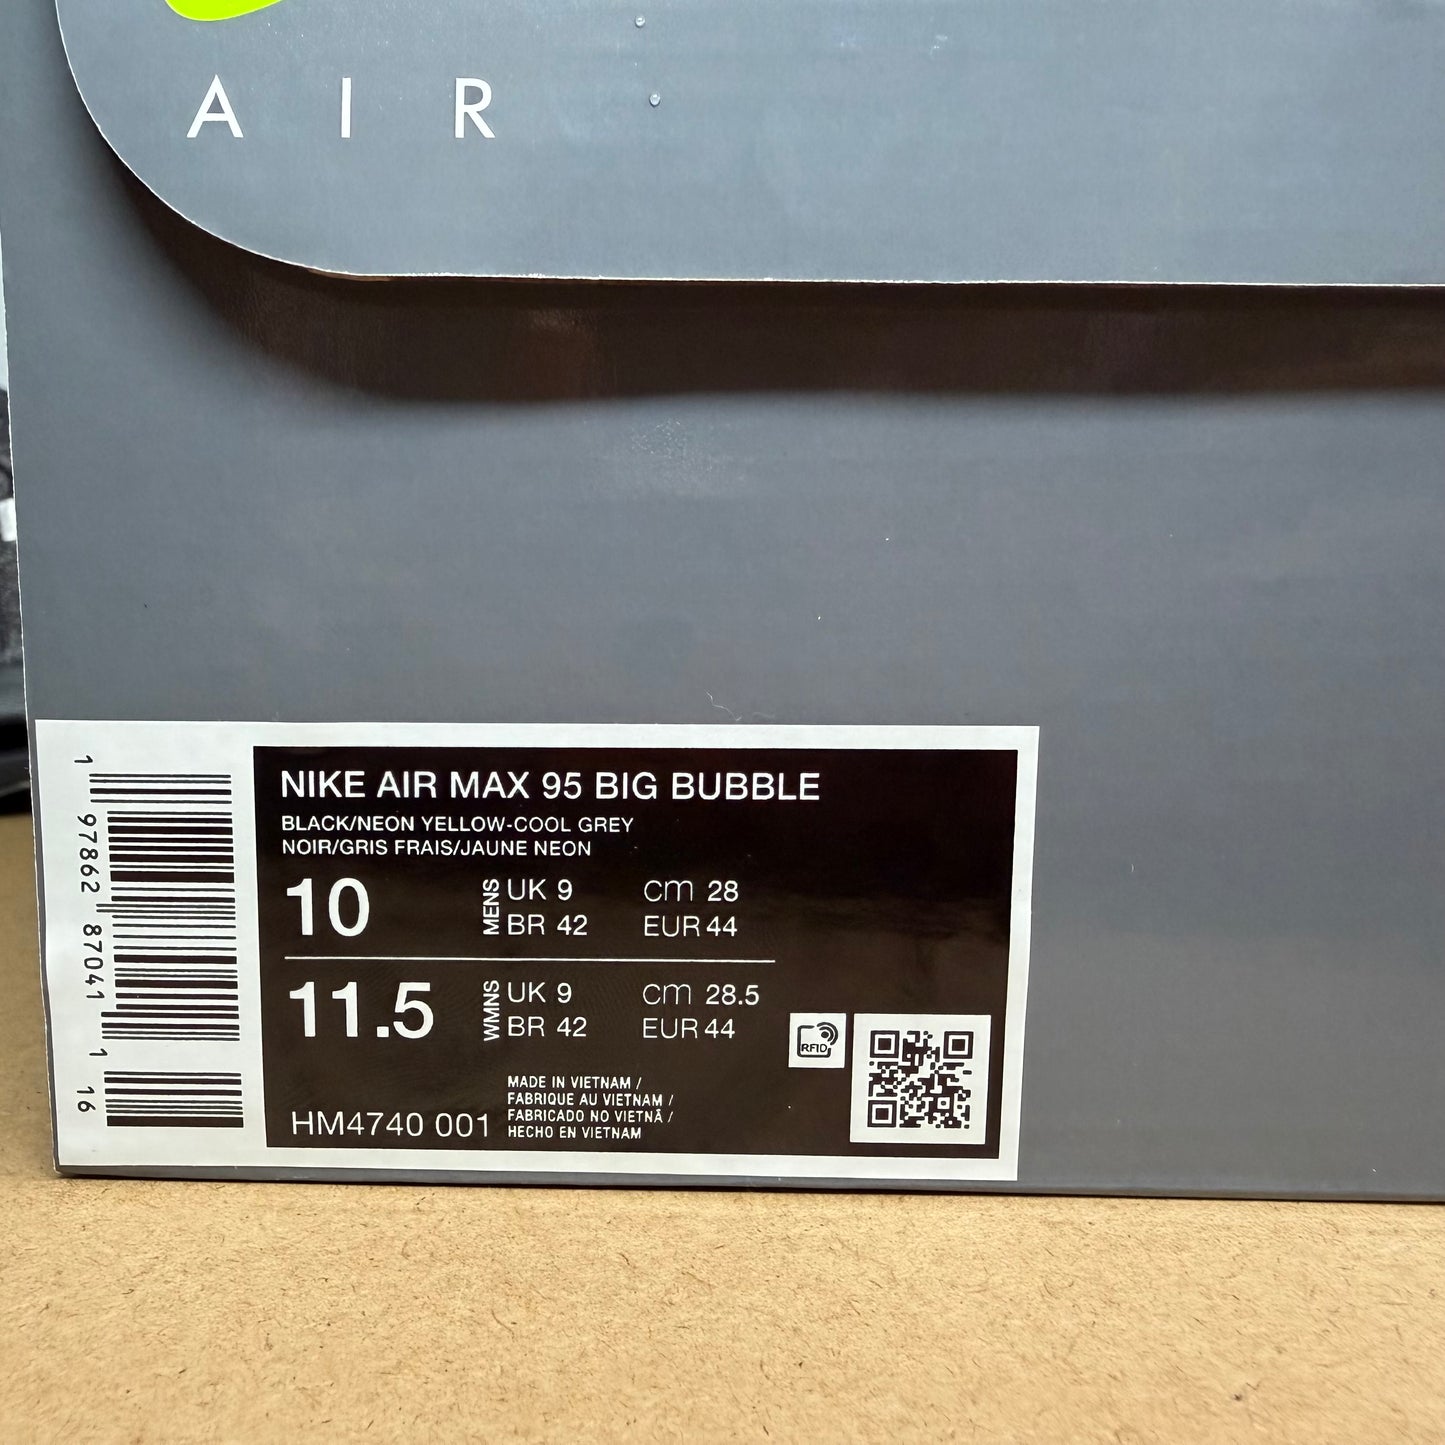 AIR
NIKE AIR MAX 95 BIG BUBBLE
BLACK/NEON YELLOW-COOL GREY
NOIR/GRIS FRAIS/JAUNE NEON
10 MENS UK 9 cm 28
BR 42 EUR 44
11.5 WMNS UK 9 cm 28.5
BR 42 EUR 44
RFID
MADE IN VIETNAM /
FABRIQUE AU VIETNAM /
FABRICADO NO VIETNÃ /
HECHO EN VIETNAM
HM4740 001
1 97862 87041 1 16